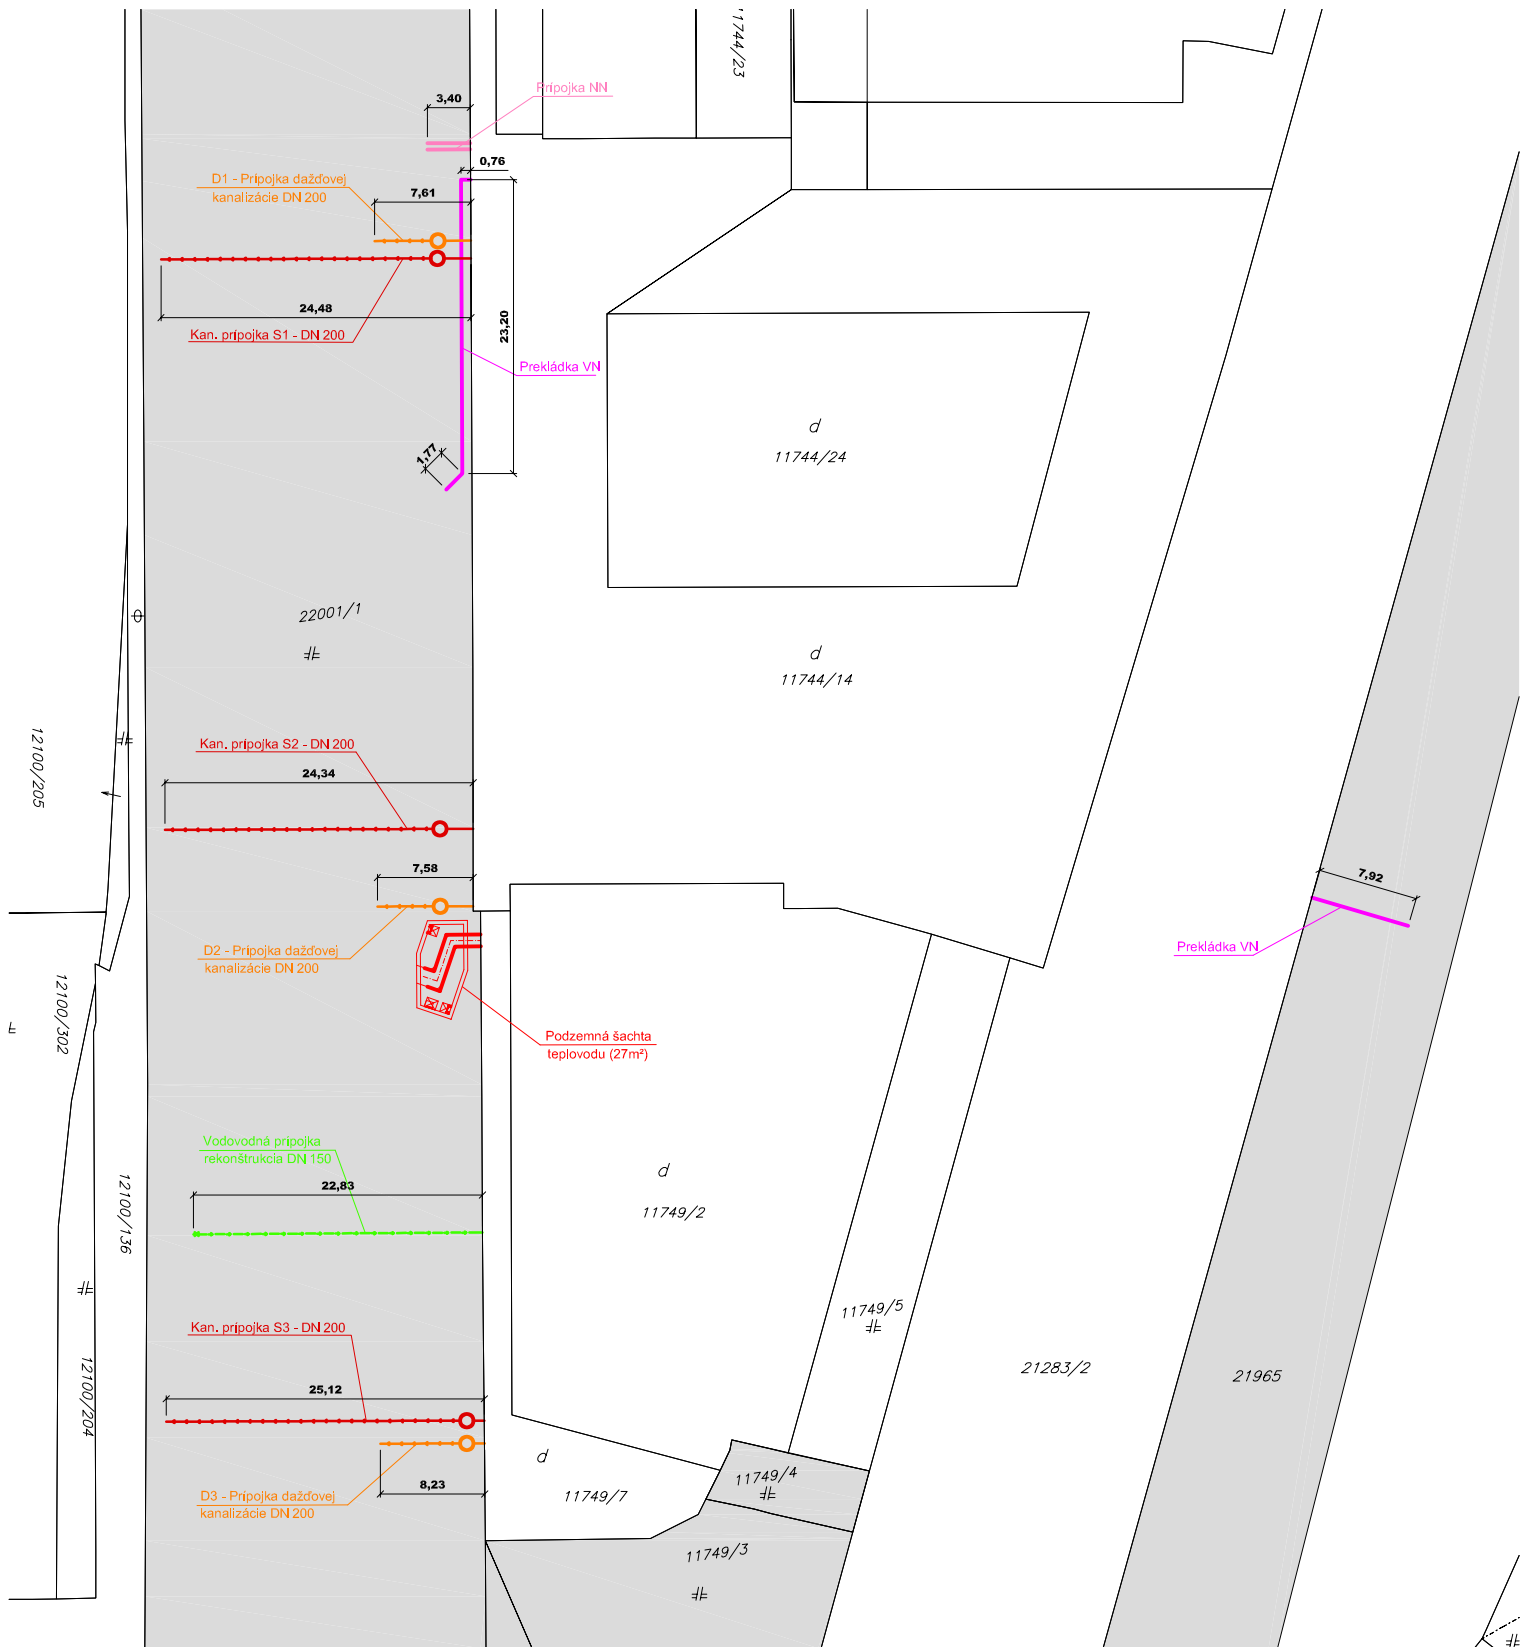 11744/23
Prípojka NN
3,40
0,76
D1 - Prípojka dažďovej
kanalizácie DN 200
7,61
24,48
Kan. prípojka S1 - DN 200
23,20
Prekládka VN
1,77
d
11744/24
22001/1
d
11744/14
12100/205
Kan. prípojka S2 - DN 200
24,34
7,58
7,92
D2 - Prípojka dažďovej
kanalizácie DN 200
Prekládka VN
12100/302
Podzemná šachta
teplovodu (27m²)
Vodovodná prípojka
rekonštrukcia DN 150
22,83
12100/136
d
11749/2
11749/5
Kan. prípojka S3 - DN 200
12100/204
21283/2
21965
25,12
d
11749/4
8,23
11749/7
D3 - Prípojka dažďovej
kanalizácie DN 200
11749/3